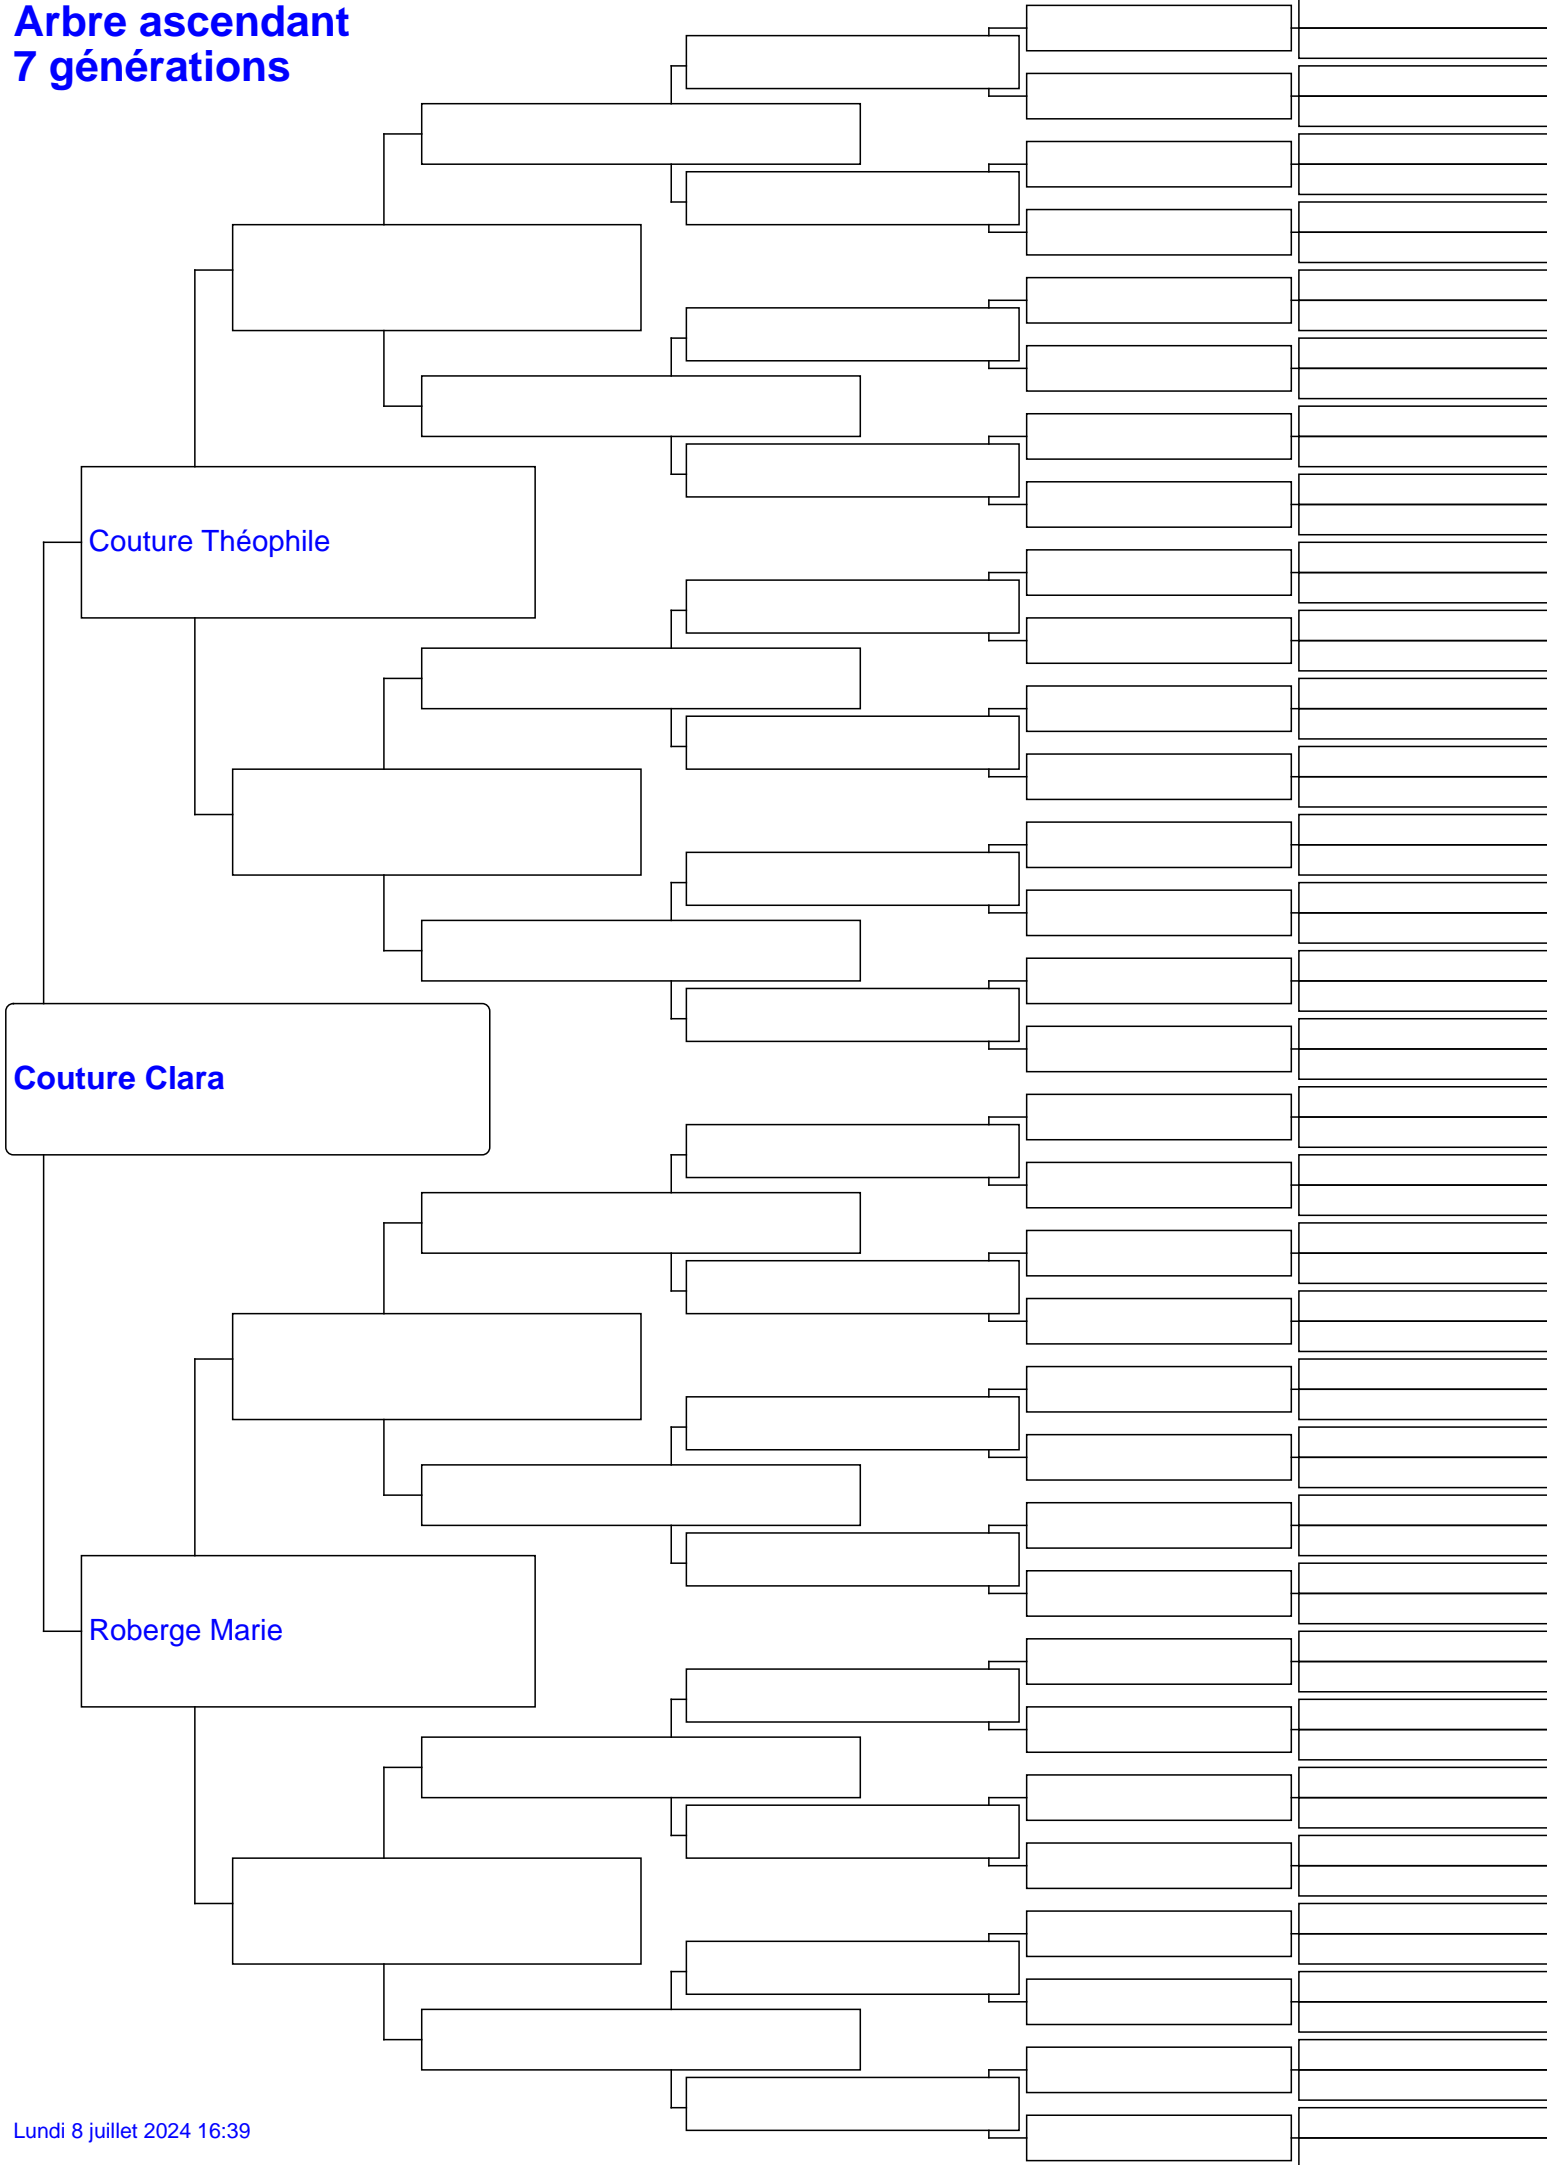 Arbre ascendant
7 générations
Couture Théophile
Couture Clara
Roberge Marie
Lundi 8 juillet 2024 16:39